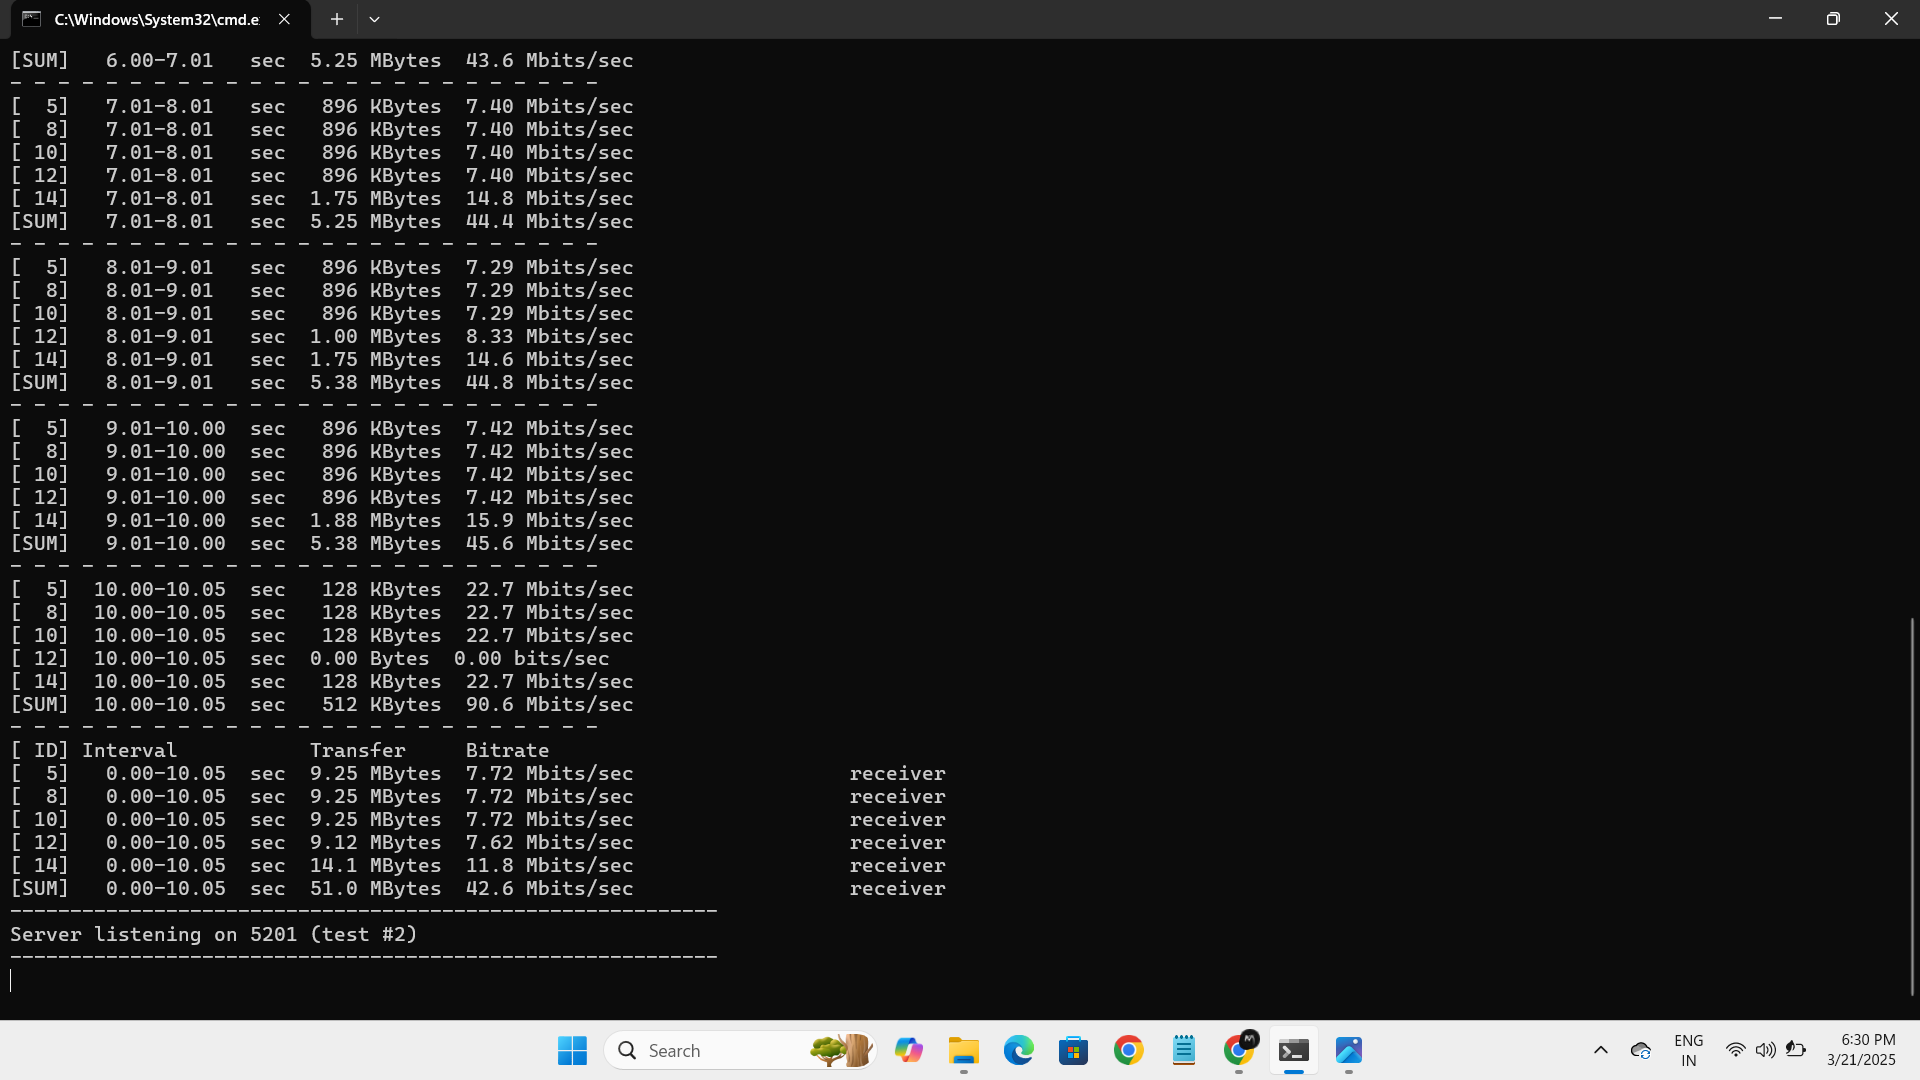 C:\Windows\System32\cmd.e
[SUM]   6.00-7.01   sec  5.25 MBytes  43.6 Mbits/sec
- - - - - - - - - - - - - - - - - - - - - - - - -
[  5]   7.01-8.01   sec   896 KBytes  7.40 Mbits/sec
[  8]   7.01-8.01   sec   896 KBytes  7.40 Mbits/sec
[ 10]   7.01-8.01   sec   896 KBytes  7.40 Mbits/sec
[ 12]   7.01-8.01   sec   896 KBytes  7.40 Mbits/sec
[ 14]   7.01-8.01   sec  1.75 MBytes  14.8 Mbits/sec
[SUM]   7.01-8.01   sec  5.25 MBytes  44.4 Mbits/sec
- - - - - - - - - - - - - - - - - - - - - - - - -
[  5]   8.01-9.01   sec   896 KBytes  7.29 Mbits/sec
[  8]   8.01-9.01   sec   896 KBytes  7.29 Mbits/sec
[ 10]   8.01-9.01   sec   896 KBytes  7.29 Mbits/sec
[ 12]   8.01-9.01   sec  1.00 MBytes  8.33 Mbits/sec
[ 14]   8.01-9.01   sec  1.75 MBytes  14.6 Mbits/sec
[SUM]   8.01-9.01   sec  5.38 MBytes  44.8 Mbits/sec
- - - - - - - - - - - - - - - - - - - - - - - - -
[  5]   9.01-10.00  sec   896 KBytes  7.42 Mbits/sec
[  8]   9.01-10.00  sec   896 KBytes  7.42 Mbits/sec
[ 10]   9.01-10.00  sec   896 KBytes  7.42 Mbits/sec
[ 12]   9.01-10.00  sec   896 KBytes  7.42 Mbits/sec
[ 14]   9.01-10.00  sec  1.88 MBytes  15.9 Mbits/sec
[SUM]   9.01-10.00  sec  5.38 MBytes  45.6 Mbits/sec
- - - - - - - - - - - - - - - - - - - - - - - - -
[  5]  10.00-10.05  sec   128 KBytes  22.7 Mbits/sec
[  8]  10.00-10.05  sec   128 KBytes  22.7 Mbits/sec
[ 10]  10.00-10.05  sec   128 KBytes  22.7 Mbits/sec
[ 12]  10.00-10.05  sec  0.00 Bytes  0.00 bits/sec
[ 14]  10.00-10.05  sec   128 KBytes  22.7 Mbits/sec
[SUM]  10.00-10.05  sec   512 KBytes  90.6 Mbits/sec
- - - - - - - - - - - - - - - - - - - - - - - - -
[ ID] Interval           Transfer     Bitrate
[  5]   0.00-10.05  sec  9.25 MBytes  7.72 Mbits/sec                  receiver
[  8]   0.00-10.05  sec  9.25 MBytes  7.72 Mbits/sec                  receiver
[ 10]   0.00-10.05  sec  9.25 MBytes  7.72 Mbits/sec                  receiver
[ 12]   0.00-10.05  sec  9.12 MBytes  7.62 Mbits/sec                  receiver
[ 14]   0.00-10.05  sec  14.1 MBytes  11.8 Mbits/sec                  receiver
[SUM]   0.00-10.05  sec  51.0 MBytes  42.6 Mbits/sec                  receiver
-----------------------------------------------------------
Server listening on 5201 (test #2)
-----------------------------------------------------------
Search
ENG
IN
6:30 PM
3/21/2025